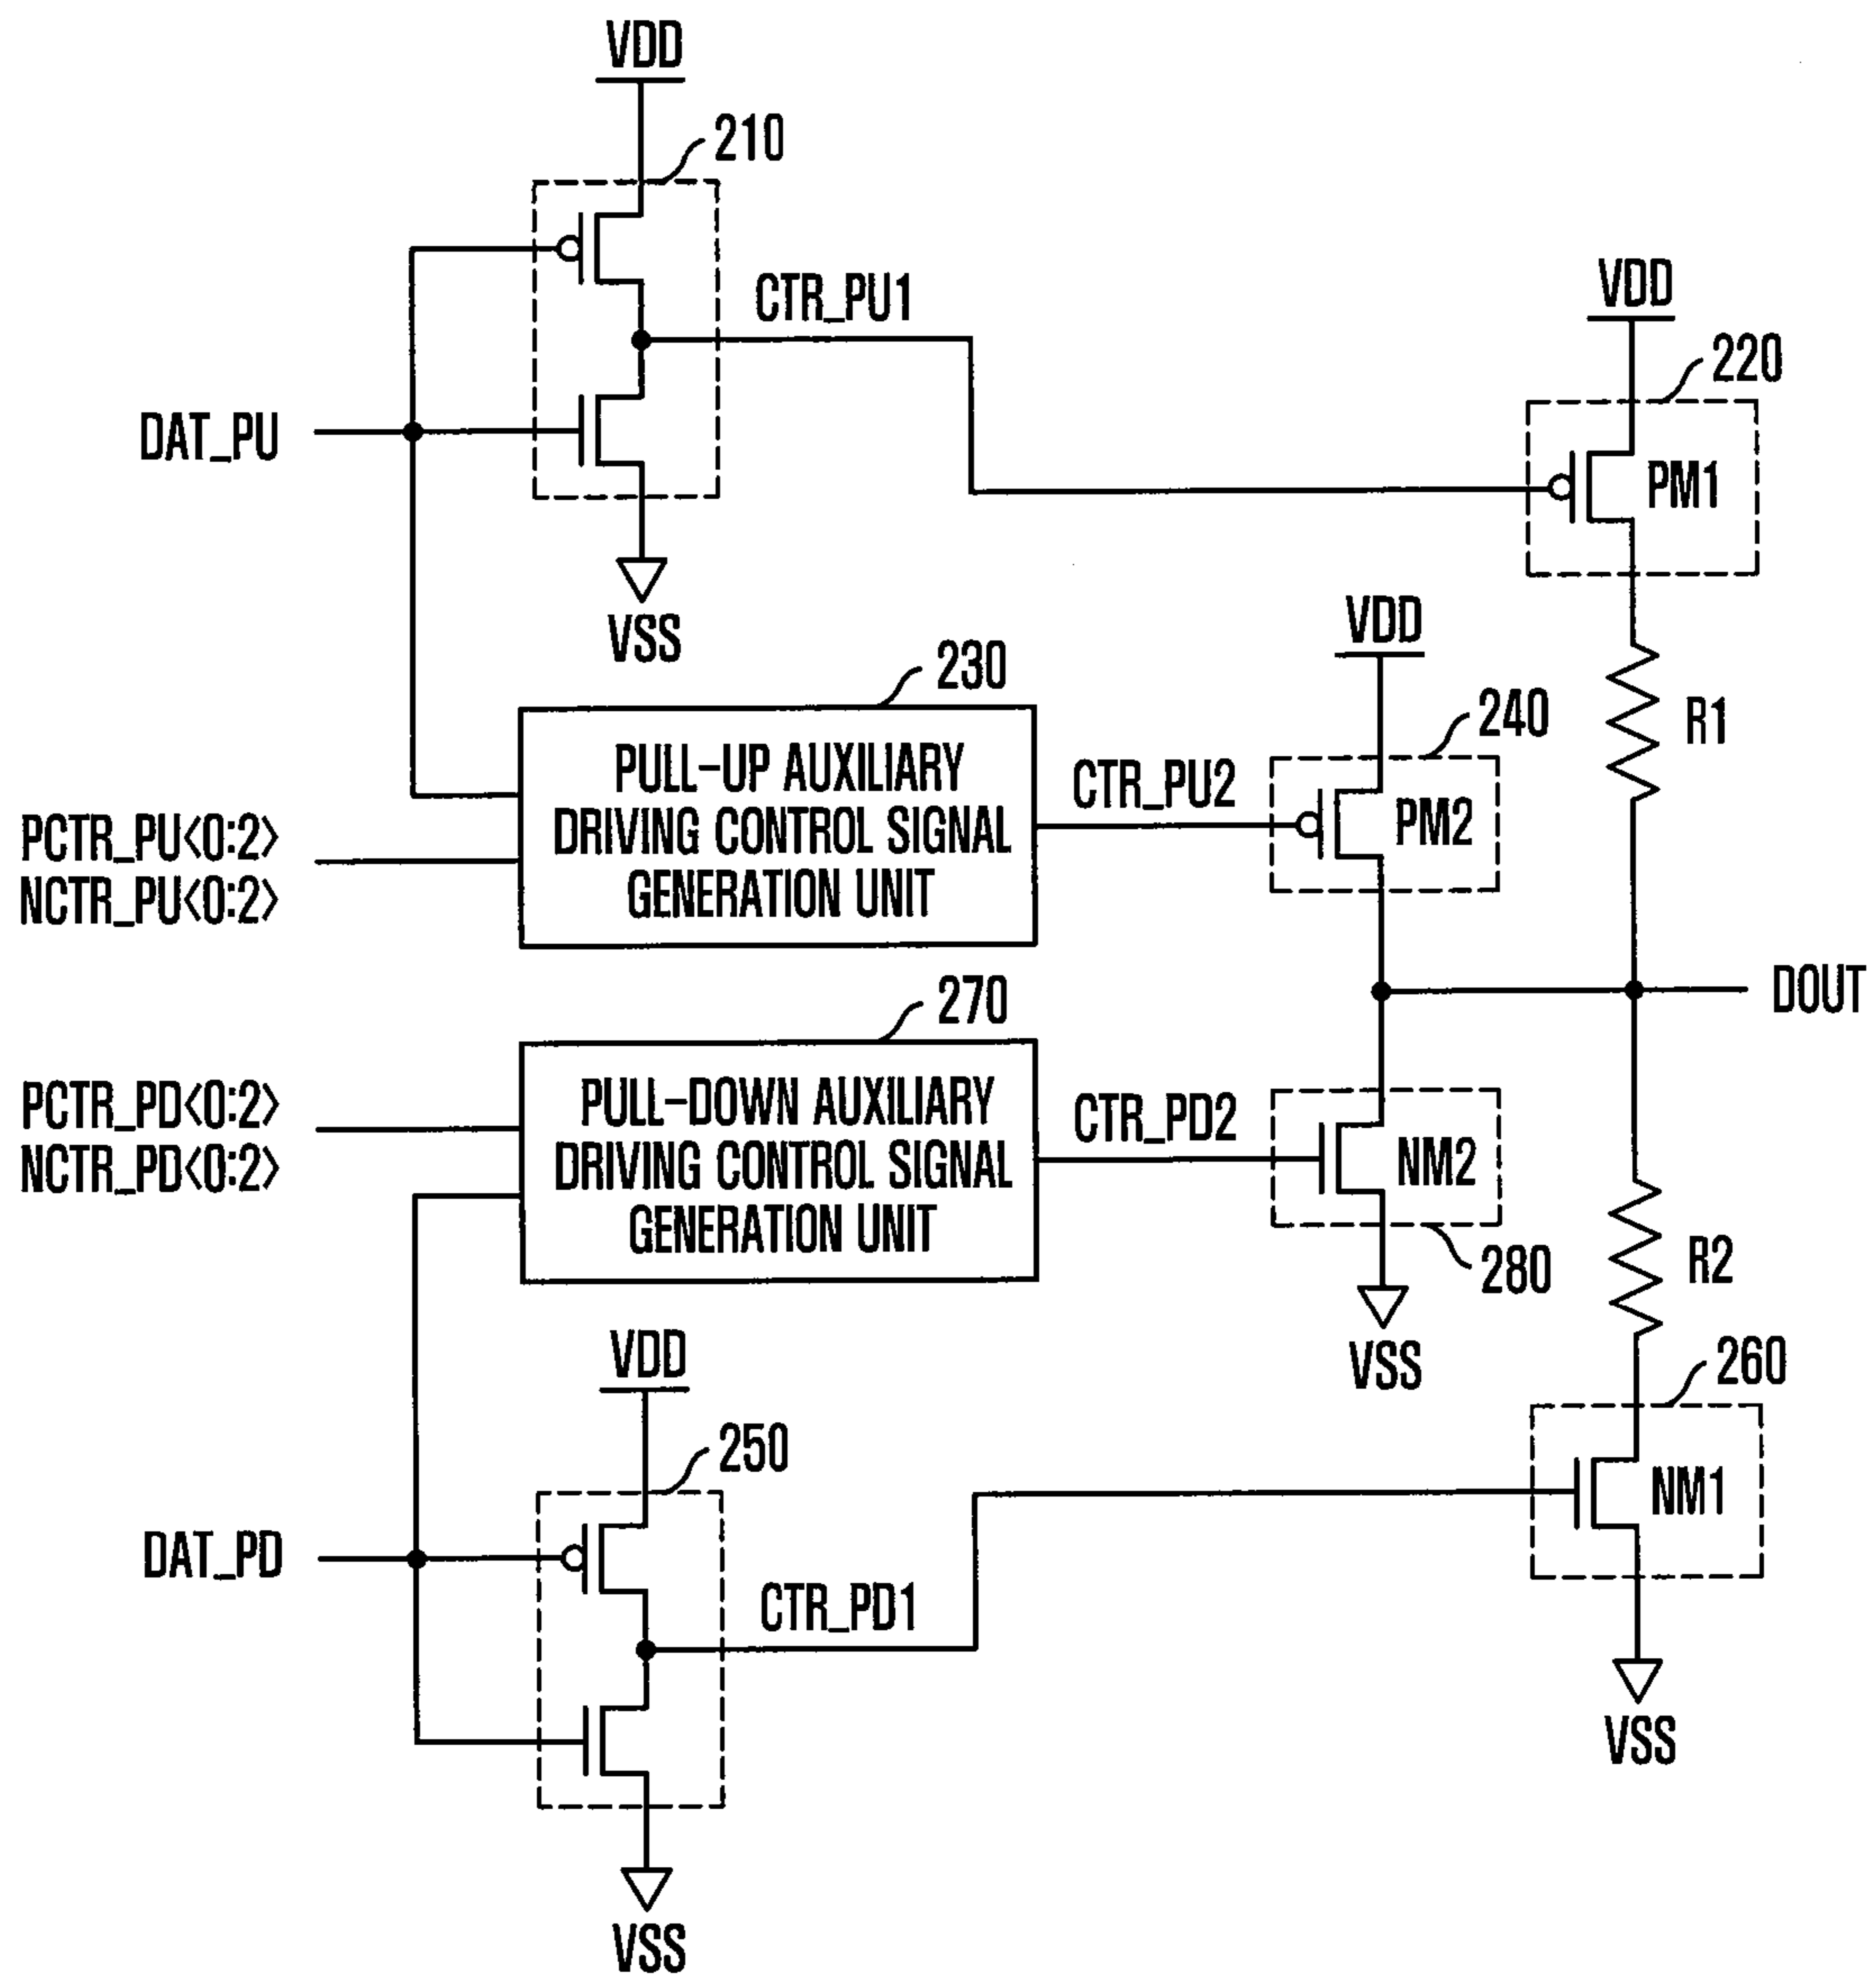 VDD
210
CTR_PU1
VDD
220
DAT_PU
PM1
VSS
VDD
230
240
R1
PULL-UP AUXILIARY
DRIVING CONTROL SIGNAL
GENERATION UNIT
CTR_PU2
PM2
PCTR_PU<0:2>
NCTR_PU<0:2>
DOUT
270
PCTR_PD<0:2>
NCTR_PD<0:2>
PULL-DOWN AUXILIARY
DRIVING CONTROL SIGNAL
GENERATION UNIT
CTR_PD2
NM2
280
R2
VDD
VSS
260
250
NM1
DAT_PD
CTR_PD1
VSS
VSS